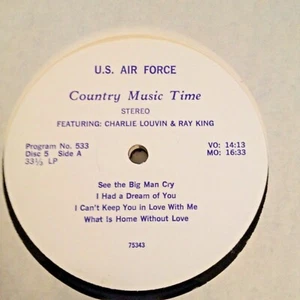 U.S. AIR FORCE
Country Music Time
STEREO
FEATURING: CHARLIE LOUVIN & RAY KING
Program No. 533
Disc 5 Side A
33⅓ LP
VO: 14:13
MO: 16:33
See the Big Man Cry
I Had a Dream of You
I Can't Keep You in Love With Me
What Is Home Without Love
75343